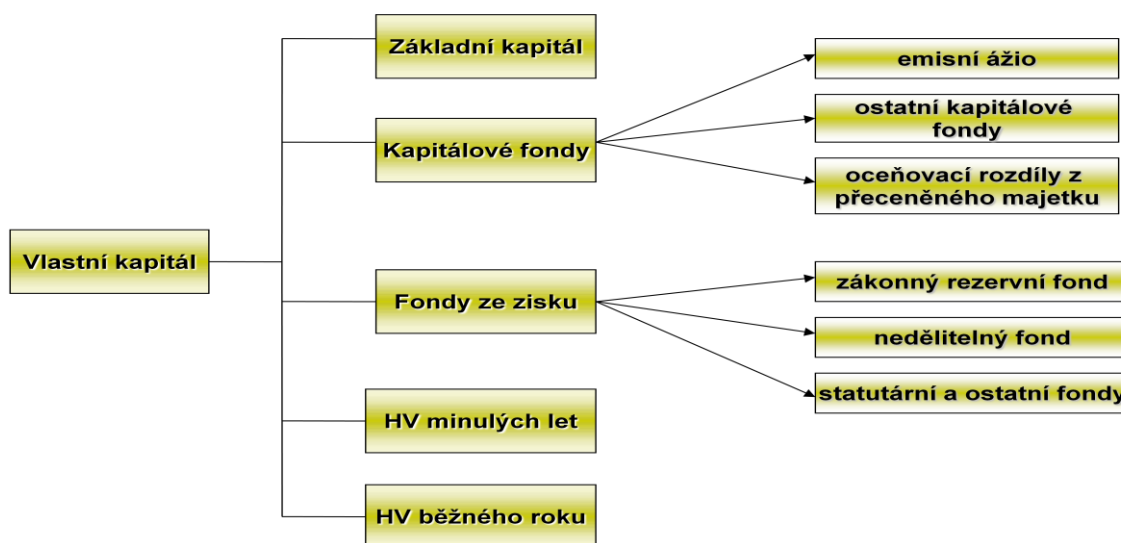 Základní kapitál
emisní ážio
ostatní kapitálové
fondy
Kapitálové fondy
oceňovací rozdíly z
přeceněného majetku
Vlastní kapitál
zákonný rezervní fond
Fondy ze zisku
nedělitelný fond
statutární a ostatní fondy
HV minulých let
HV běžného roku